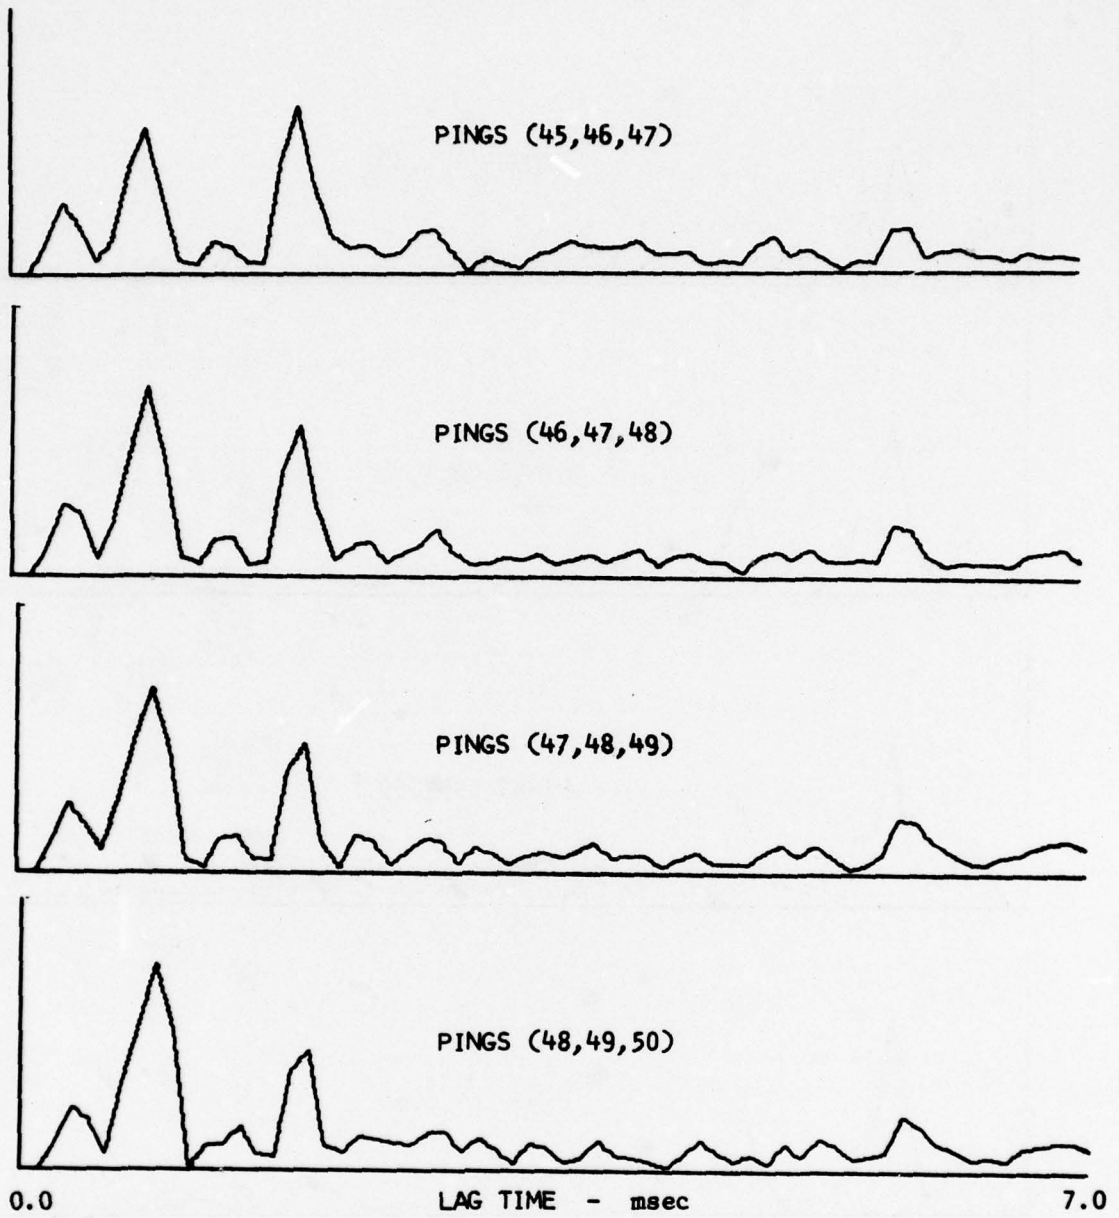 PINGS (45,46,47)
PINGS (46,47,48)
PINGS (47,48,49)
PINGS (48,49,50)
0.0 LAG TIME - msec 7.0